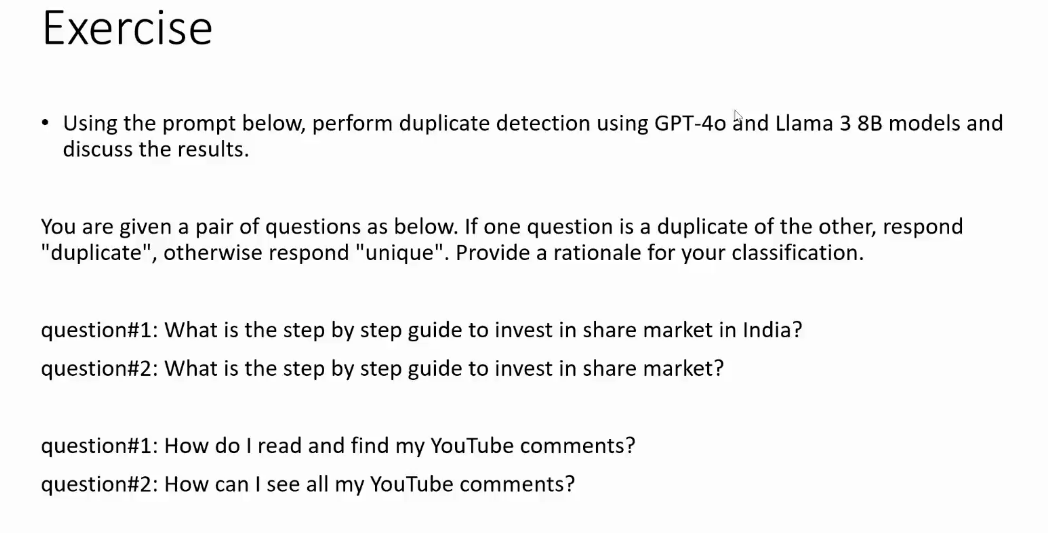 Exercise
• Using the prompt below, perform duplicate detection using GPT-4o and Llama 3 8B models and
discuss the results.
You are given a pair of questions as below. If one question is a duplicate of the other, respond
"duplicate", otherwise respond "unique". Provide a rationale for your classification.
question#1: What is the step by step guide to invest in share market in India?
question#2: What is the step by step guide to invest in share market?
question#1: How do I read and find my YouTube comments?
question#2: How can I see all my YouTube comments?